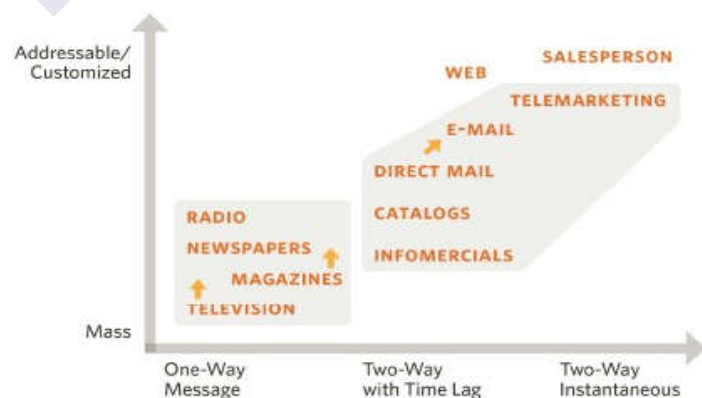 Addressable/
Customized
SALESPERSON
WEB
TELEMARKETING
E-MAIL
DIRECT MAIL
RADIO
CATALOGS
NEWSPAPERS
INFOMERCIALS
MAGAZINES
TELEVISION
Mass
One-Way
Message
Two-Way
with Time Lag
Two-Way
Instantaneous